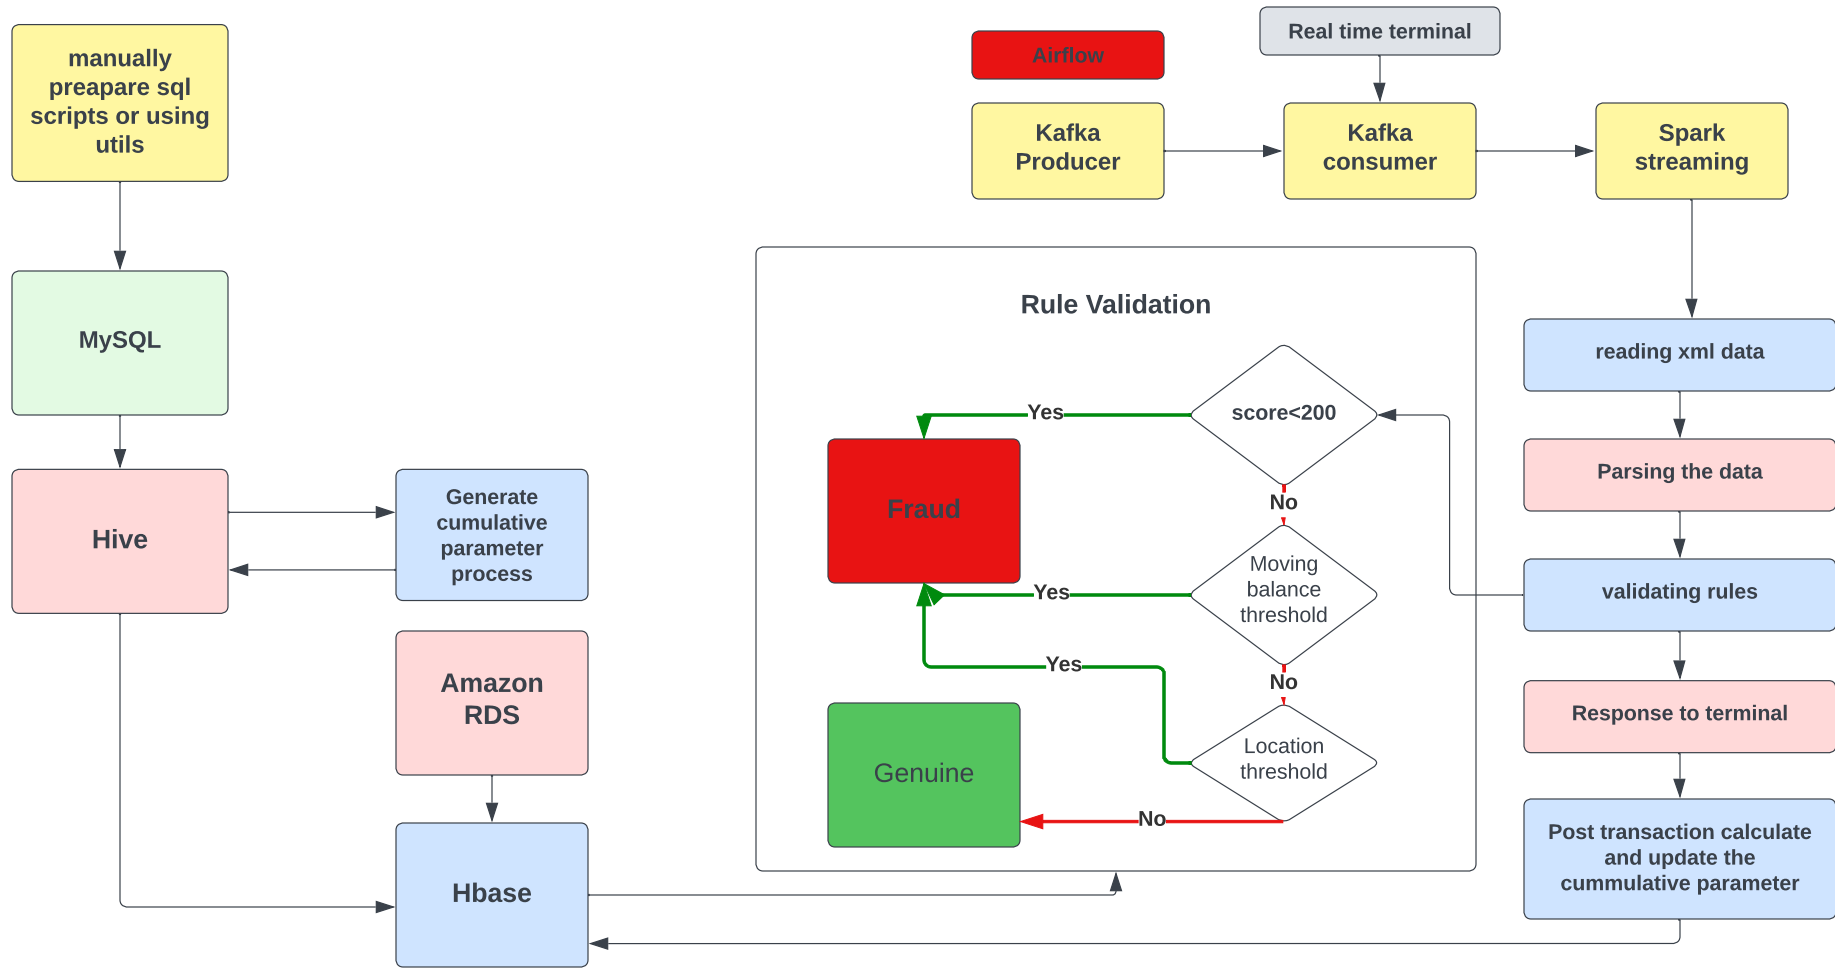 manually
preapare sql
scripts or using
utils
MySQL
Hive
Generate
cumulative
parameter
process
Amazon
RDS
Hbase
Airflow
Real time terminal
Kafka
Producer
Kafka
consumer
Spark
streaming
Rule Validation
score<200
Yes
Fraud
No
Moving
balance
threshold
Yes
Yes
No
Location
threshold
Genuine
No
reading xml data
Parsing the data
validating rules
Response to terminal
Post transaction calculate
and update the
cummulative parameter